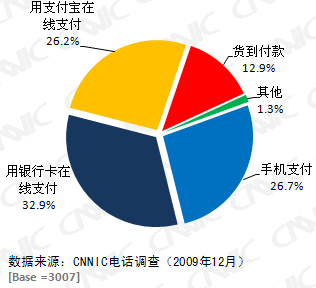 用支付宝在
线支付
26.2%
货到付款
12.9%
其他
1.3%
手机支付
26.7%
用银行卡在
线支付
32.9%
数据来源：CNNIC电话调查（2009年12月）
[Base =3007]